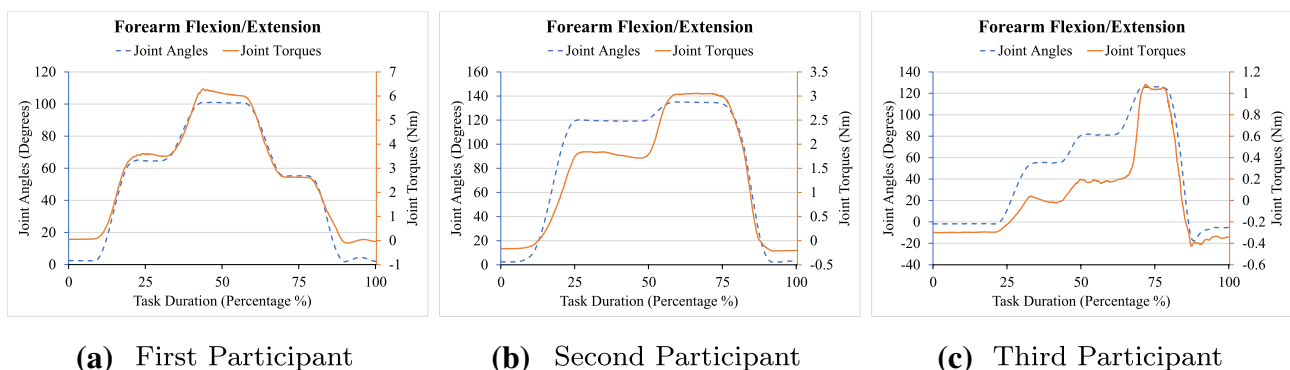 Forearm Flexion/Extension
Joint Angles Joint Torques
120
100
80
60
40
20
0
7
6
5
4
3
2
1
0
-1
0 25 50 75 100
Joint Angles (Degrees)
Joint Torques (Nm)
Task Duration (Percentage %)
(a) First Participant
Forearm Flexion/Extension
Joint Angles Joint Torques
160
140
120
100
80
60
40
20
0
3.5
3
2.5
2
1.5
1
0.5
0
-0.5
0 25 50 75 100
Joint Angles (Degrees)
Joint Torques (Nm)
Task Duration (Percentage %)
(b) Second Participant
Forearm Flexion/Extension
Joint Angles Joint Torques
140
120
100
80
60
40
20
0
-20
-40
1.2
1
0.8
0.6
0.4
0.2
0
-0.2
-0.4
-0.6
0 25 50 75 100
Joint Angles (Degrees)
Joint Torques (Nm)
Task Duration (Percentage %)
(c) Third Participant